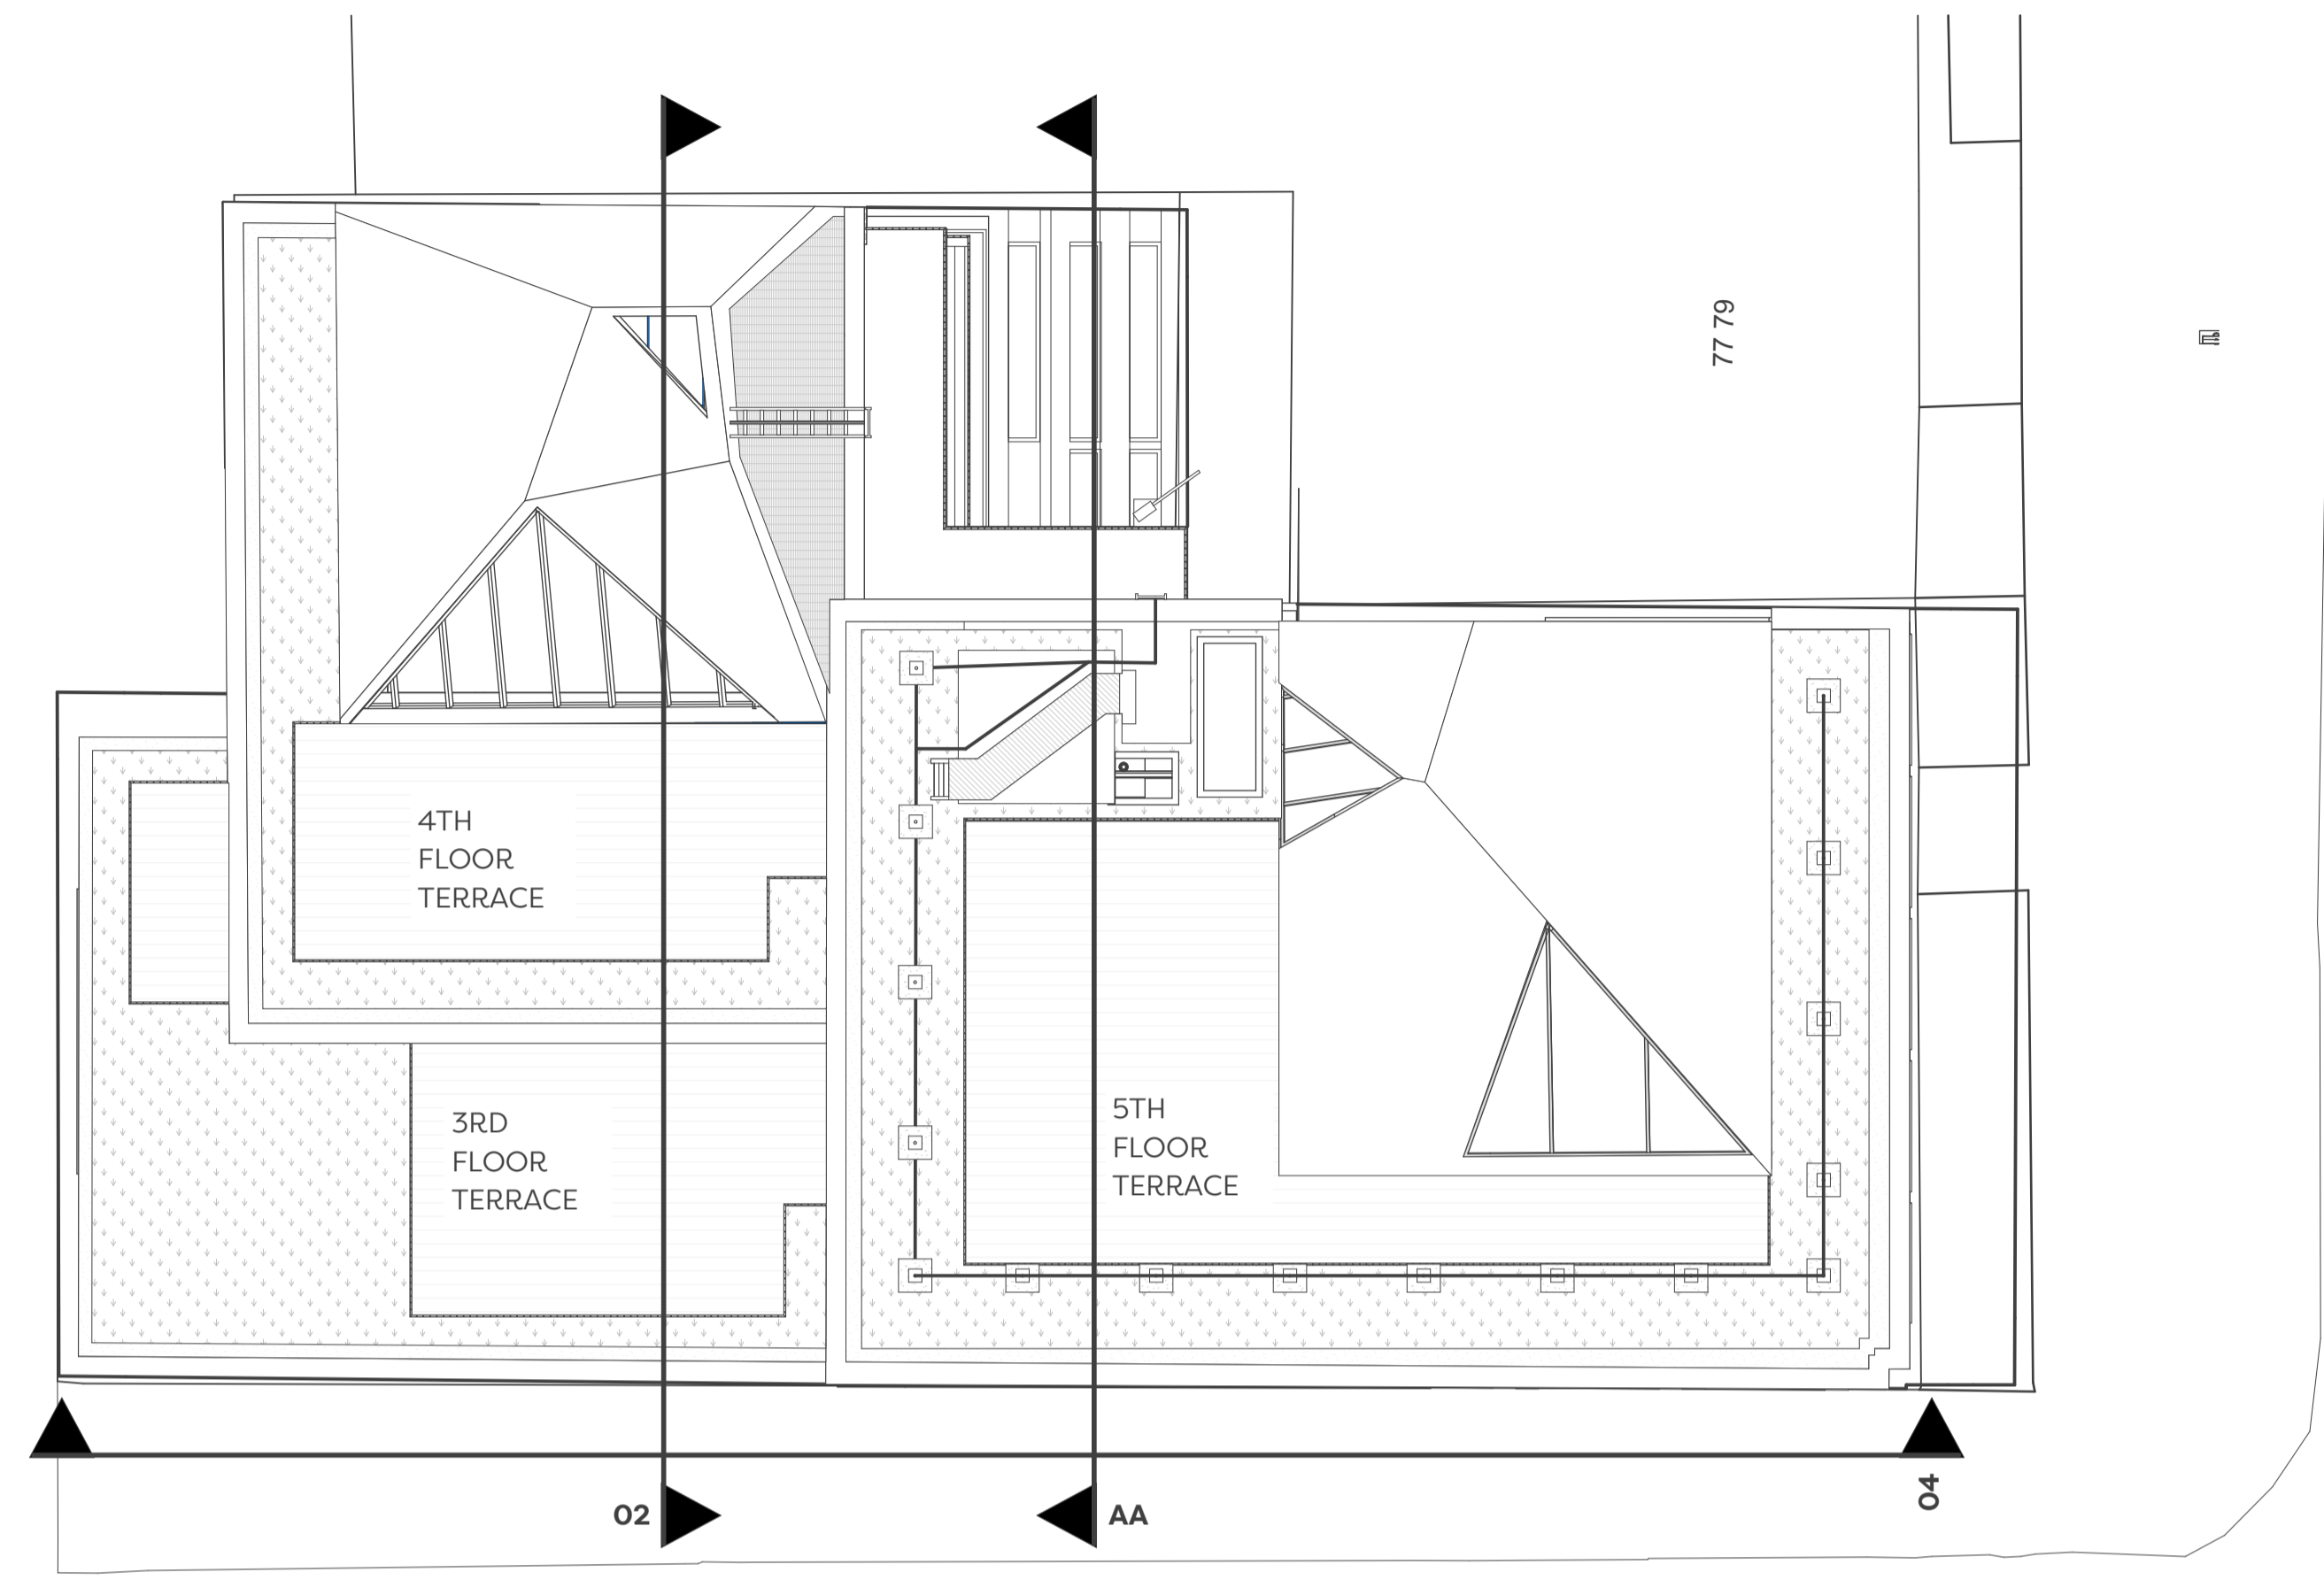 77 79
4TH
FLOOR
TERRACE
3RD
FLOOR
TERRACE
5TH
FLOOR
TERRACE
02
AA
04